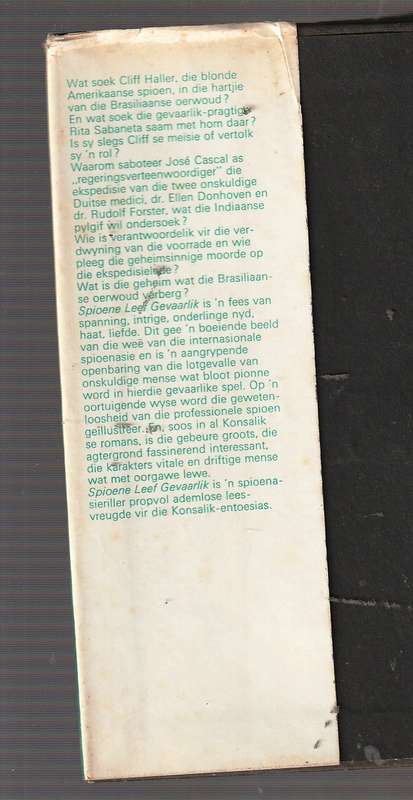 Wat soek Cliff Haller, die blonde
Amerikaanse spioen, in die hartjie
van die Brasiliaanse oerwoud?
En wat soek die gevaarlik-pragtige
Rita Sabaneta saam met hom daar?
Is sy slegs Cliff se meisie of vertolk
sy 'n rol?
Waarom saboteer José Cascal as
„regeringsverteenwoordiger" die
ekspedisie van die twee onskuldige
Duitse medici, dr. Ellen Donhoven en
dr. Rudolf Forster, wat die Indiaanse
pylgif wil ondersoek?
Wie is verantwoordelik vir die ver-
dwyning van die voorrade en wie
pleeg die geheimsinnige moorde op
die ekspedisielede?
Wat is die geheim wat die Brasiliaan-
se oerwoud verberg?
Spioene Leef Gevaarlik is 'n fees van
spanning, intrige, onderlinge nyd,
haat, liefde. Dit gee 'n boeiende beeld
van die weë van die internasionale
spioenasie en is 'n aangrypende
openbaring van die lotgevalle van
onskuldige mense wat bloot pionne
word in hierdie gevaarlike spel. Op 'n
oortuigende wyse word die geweten-
loosheid van die professionele spioen
geïllustreer. En, soos in al Konsalik
se romans, is die gebeure groots, die
agtergrond fassinerend interessant,
die karakters vitale en driftige mense
wat met oorgawe lewe.
Spioene Leef Gevaarlik is 'n spioena-
sieriller propvol ademlose lees-
vreugde vir die Konsalik-entoesias.